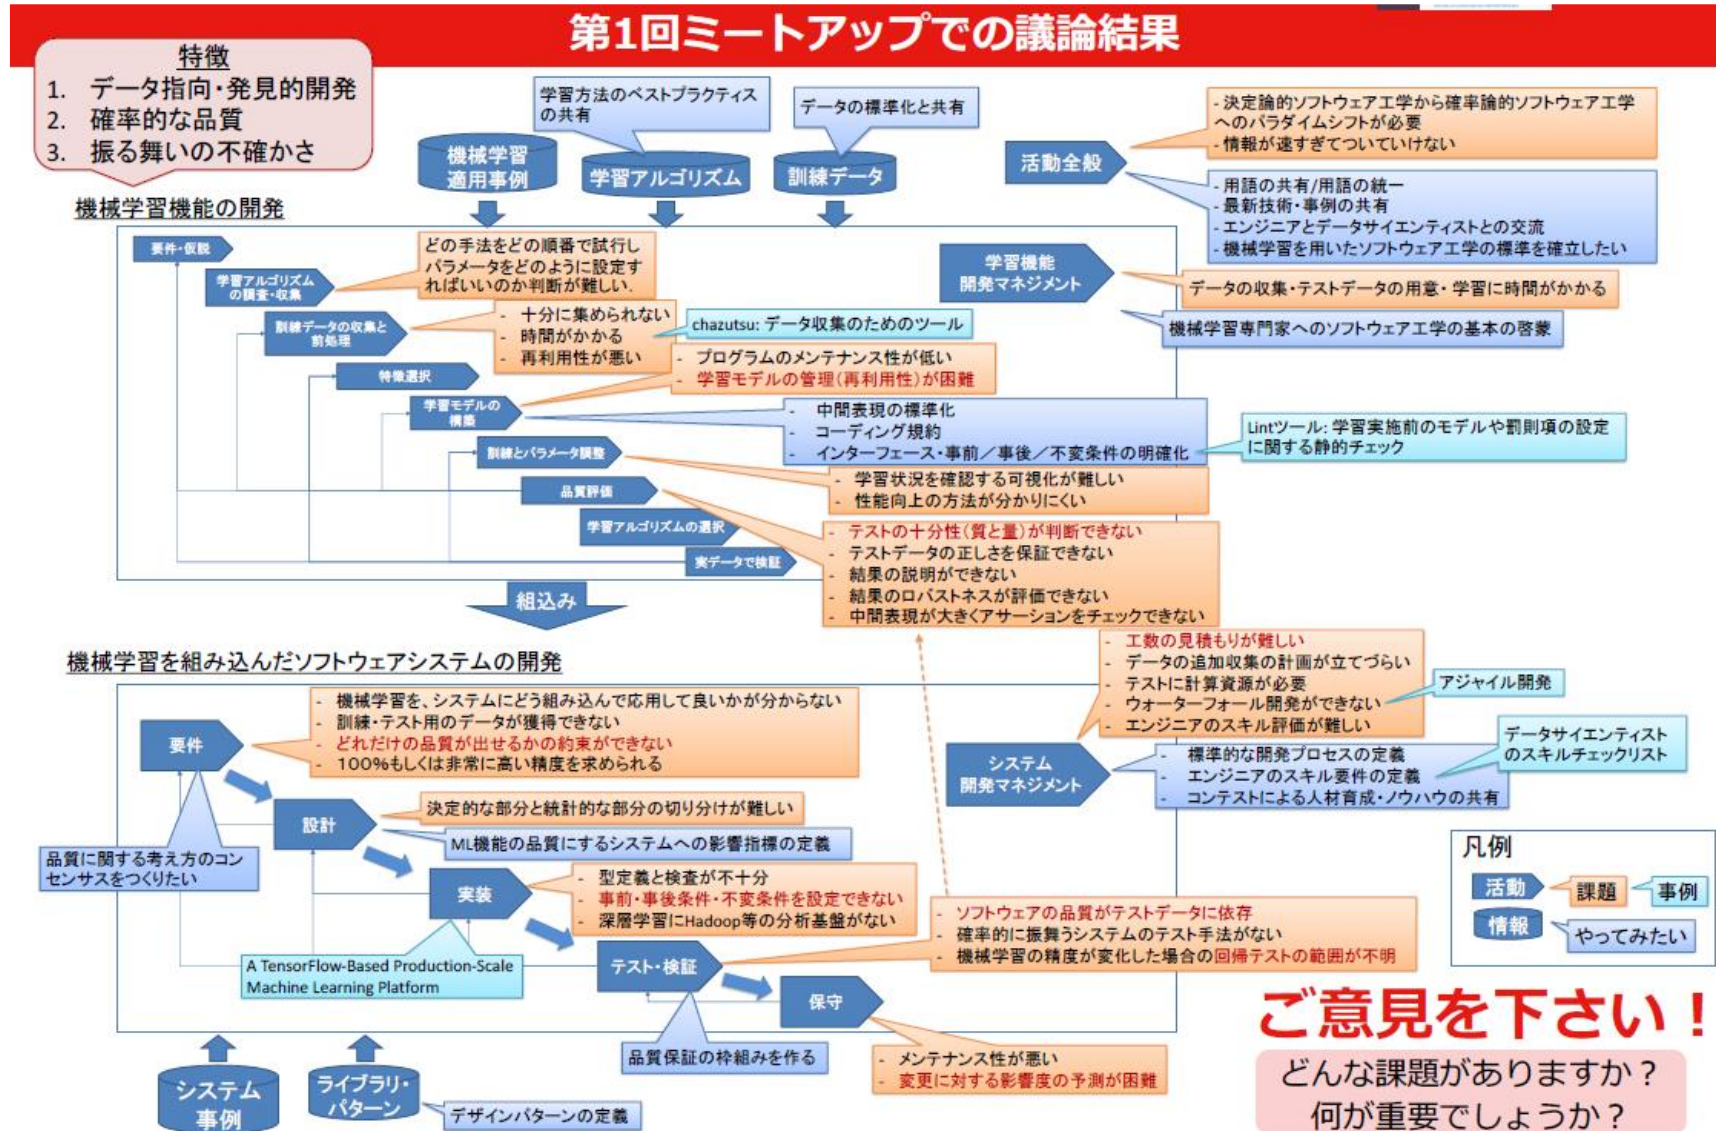 第1回ミートアップでの議論結果
特徴
1. データ指向・発見的開発
2. 確率的な品質
3. 振る舞いの不確かさ
学習方法のベストプラクティス
の共有
データの標準化と共有
機械学習
適用事例
学習アルゴリズム
訓練データ
活動全般
- 決定論的ソフトウェア工学から確率論的ソフトウェア工学
へのパラダイムシフトが必要
- 情報が速すぎてついていけない
- 用語の共有/用語の統一
- 最新技術・事例の共有
- エンジニアとデータサイエンティストとの交流
- 機械学習を用いたソフトウェア工学の標準を確立したい
機械学習機能の開発
要件・仮説
学習アルゴリズム
の調査・収集
どの手法をどの順番で試行し
パラメータをどのように設定す
ればいいのか判断が難しい.
学習機能
開発マネジメント
データの収集・テストデータの用意・学習に時間がかかる
機械学習専門家へのソフトウェア工学の基本の啓蒙
訓練データの収集と
前処理
- 十分に集められない
- 時間がかかる
- 再利用性が悪い
chazutsu: データ収集のためのツール
特徴選択
- プログラムのメンテナンス性が低い
- 学習モデルの管理(再利用性)が困難
学習モデルの
構築
- 中間表現の標準化
- コーディング規約
- インターフェース・事前/事後/不変条件の明確化
Lintツール: 学習実施前のモデルや罰則項の設定
に関する静的チェック
訓練とパラメータ調整
- 学習状況を確認する可視化が難しい
- 性能向上の方法が分かりにくい
品質評価
学習アルゴリズムの選択
実データで検証
- テストの十分性(質と量)が判断できない
- テストデータの正しさを保証できない
- 結果の説明ができない
- 結果のロバストネスが評価できない
- 中間表現が大きくアサーションをチェックできない
組込み
機械学習を組み込んだソフトウェアシステムの開発
要件
- 機械学習を、システムにどう組み込んで応用して良いかが分からない
- 訓練・テスト用のデータが獲得できない
- どれだけの品質が出せるかの約束ができない
- 100%もしくは非常に高い精度を求められる
- 工数の見積もりが難しい
- データの追加収集の計画が立てづらい
- テストに計算資源が必要
- ウォーターフォール開発ができない
- エンジニアのスキル評価が難しい
アジャイル開発
システム
開発マネジメント
- 標準的な開発プロセスの定義
- エンジニアのスキル要件の定義
- コンテストによる人材育成・ノウハウの共有
データサイエンティスト
のスキルチェックリスト
設計
決定的な部分と統計的な部分の切り分けが難しい
ML機能の品質にするシステムへの影響指標の定義
品質に関する考え方のコン
センサスをつくりたい
実装
- 型定義と検査が不十分
- 事前・事後条件・不変条件を設定できない
- 深層学習にHadoop等の分析基盤がない
A TensorFlow-Based Production-Scale
Machine Learning Platform
テスト・検証
- ソフトウェアの品質がテストデータに依存
- 確率的に振舞うシステムのテスト手法がない
- 機械学習の精度が変化した場合の回帰テストの範囲が不明
保守
品質保証の枠組みを作る
- メンテナンス性が悪い
- 変更に対する影響度の予測が困難
システム
事例
ライブラリ・
パターン
デザインパターンの定義
凡例
活動
課題
事例
情報
やってみたい
ご意見を下さい!
どんな課題がありますか?
何が重要でしょうか?